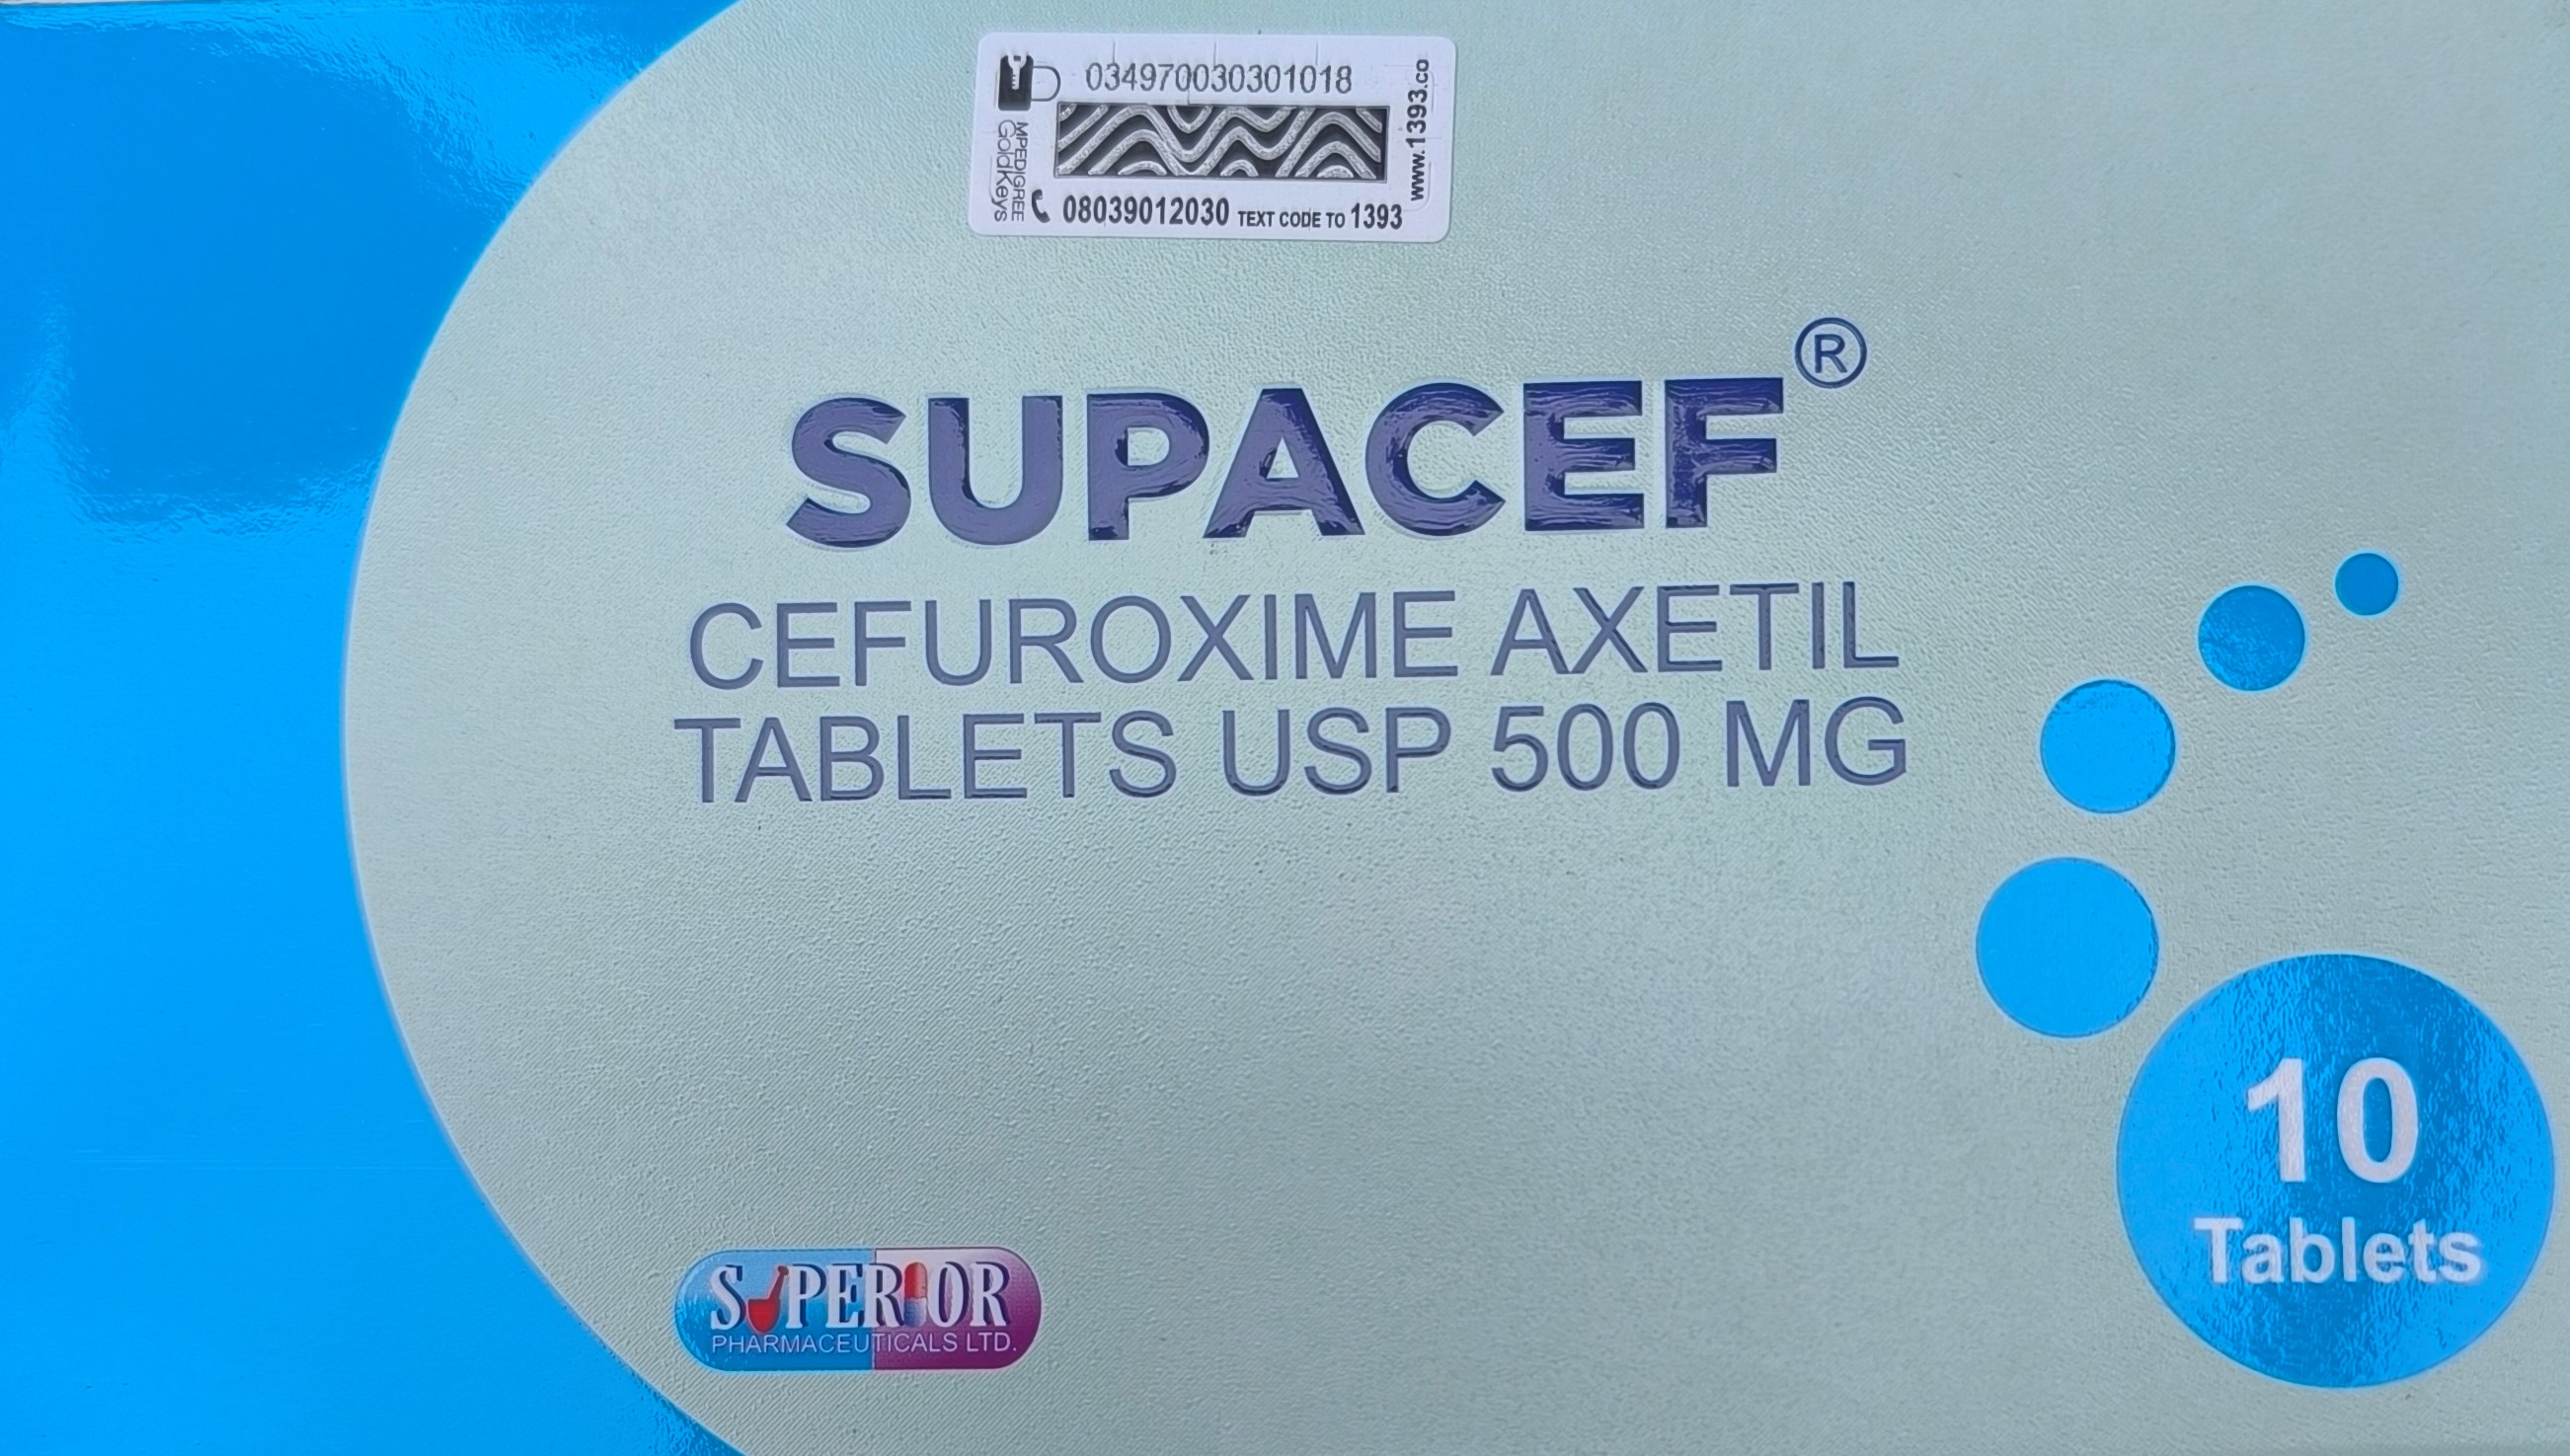 034970030301018
MPEDIGREE
GoldKeys
www.1393.co
08039012030 TEXT CODE TO 1393
SUPACEF®
CEFUROXIME AXETIL
TABLETS USP 500 MG
10
Tablets
SUPERIOR
PHARMACEUTICALS LTD.